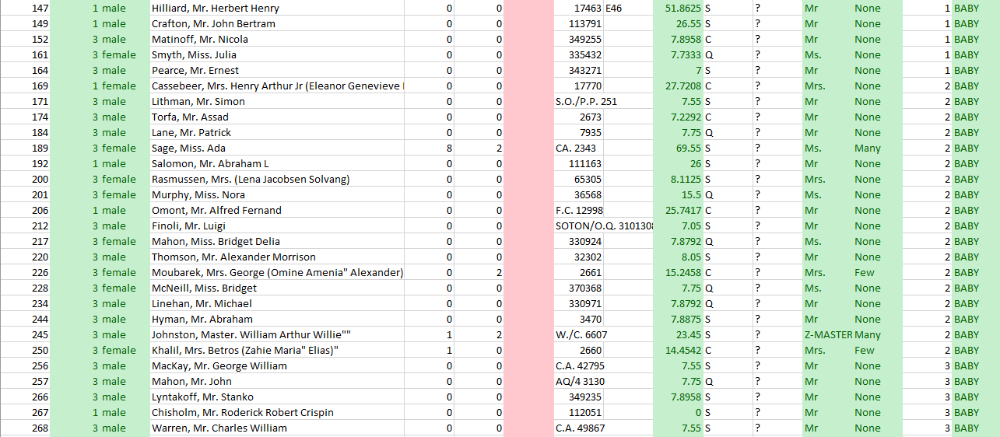 147 1 male Hilliard, Mr. Herbert Henry 0 0 17463 E46 51.8625 S ? Mr None 1 BABY
149 1 male Crafton, Mr. John Bertram 0 0 113791 26.55 S ? Mr None 1 BABY
152 3 male Matinoff, Mr. Nicola 0 0 349255 7.8958 C ? Mr None 1 BABY
161 3 female Smyth, Miss. Julia 0 0 335432 7.7333 Q ? Ms. None 1 BABY
164 3 male Pearce, Mr. Ernest 0 0 343271 7 S ? Mr None 1 BABY
169 1 female Cassebeer, Mrs. Henry Arthur Jr (Eleanor Genevieve 0 0 17770 27.7208 C ? Mrs. None 2 BABY
171 3 male Lithman, Mr. Simon 0 0 S.O./P.P. 251 7.55 S ? Mr None 2 BABY
174 3 male Torfa, Mr. Assad 0 0 2673 7.2292 C ? Mr None 2 BABY
184 3 male Lane, Mr. Patrick 0 0 7935 7.75 Q ? Mr None 2 BABY
189 3 female Sage, Miss. Ada 8 2 CA. 2343 69.55 S ? Ms. Many 2 BABY
192 1 male Salomon, Mr. Abraham L 0 0 111163 26 S ? Mr None 2 BABY
200 3 female Rasmussen, Mrs. (Lena Jacobsen Solvang) 0 0 65305 8.1125 S ? Mrs. None 2 BABY
201 3 female Murphy, Miss. Nora 0 0 36568 15.5 Q ? Ms. None 2 BABY
206 1 male Omont, Mr. Alfred Fernand 0 0 F.C. 12998 25.7417 C ? Mr None 2 BABY
212 3 male Finoli, Mr. Luigi 0 0 SOTON/O.Q. 3101308 7.05 S ? Mr None 2 BABY
217 3 female Mahon, Miss. Bridget Delia 0 0 330924 7.8792 Q ? Ms. None 2 BABY
220 3 male Thomson, Mr. Alexander Morrison 0 0 32302 8.05 S ? Mr None 2 BABY
226 3 female Moubarek, Mrs. George (Omine Amenia" Alexander) 0 2 2661 15.2458 C ? Mrs. Few 2 BABY
228 3 female McNeill, Miss. Bridget 0 0 370368 7.75 Q ? Ms. None 2 BABY
234 3 male Linehan, Mr. Michael 0 0 330971 7.8792 Q ? Mr None 2 BABY
244 3 male Hyman, Mr. Abraham 0 0 3470 7.8875 S ? Mr None 2 BABY
245 3 male Johnston, Master. William Arthur Willie"" 1 2 W./C. 6607 23.45 S ? Z-MASTER Many 2 BABY
250 3 female Khalil, Mrs. Betros (Zahie Maria" Elias)" 1 0 2660 14.4542 C ? Mrs. Few 2 BABY
256 3 male MacKay, Mr. George William 0 0 C.A. 42795 7.55 S ? Mr None 3 BABY
257 3 male Mahon, Mr. John 0 0 AQ/4 3130 7.75 Q ? Mr None 3 BABY
266 3 male Lyntakoff, Mr. Stanko 0 0 349235 7.8958 S ? Mr None 3 BABY
267 1 male Chisholm, Mr. Roderick Robert Crispin 0 0 112051 0 S ? Mr None 3 BABY
268 3 male Warren, Mr. Charles William 0 0 C.A. 49867 7.55 S ? Mr None 3 BABY